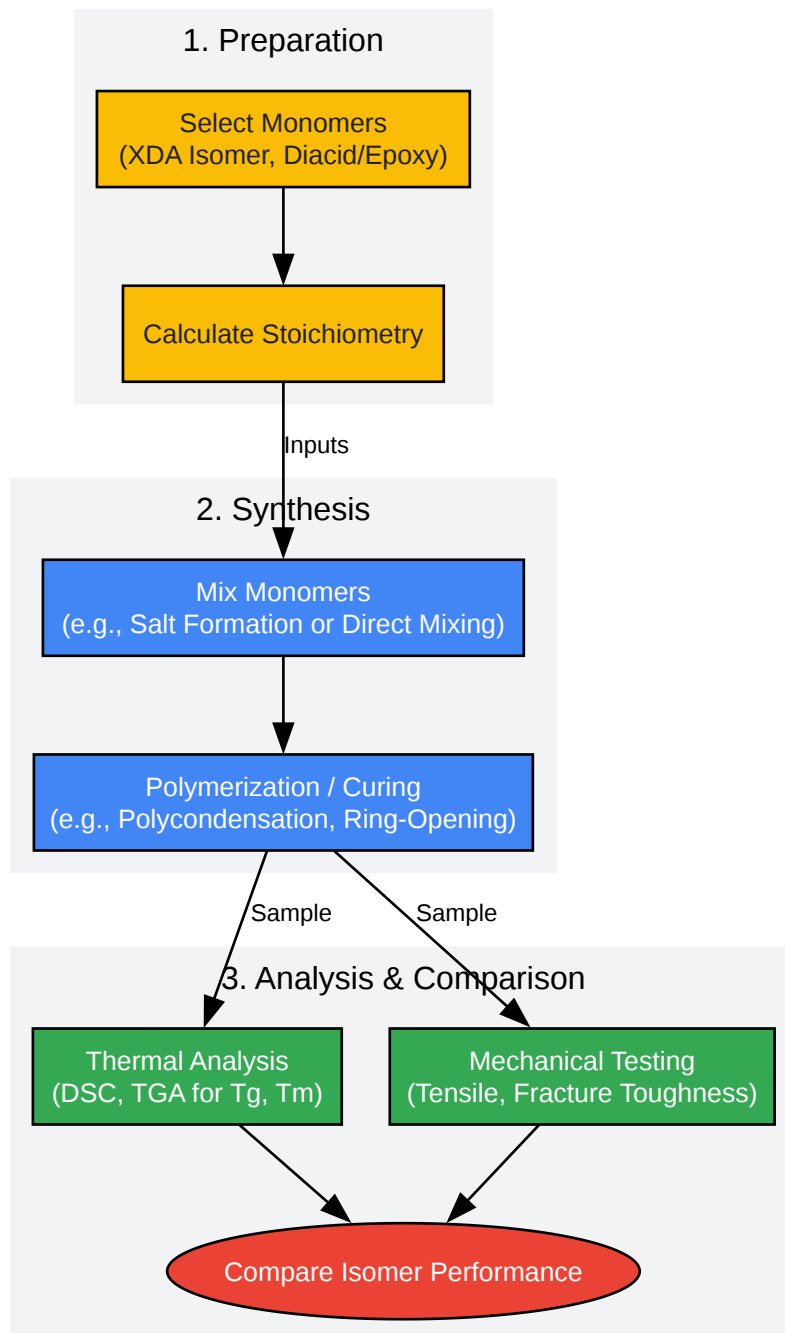 1. Preparation
Select Monomers
(XDA Isomer, Diacid/Epoxy)
Calculate Stoichiometry
Inputs
2. Synthesis
Mix Monomers
(e.g., Salt Formation or Direct Mixing)
Polymerization / Curing
(e.g., Polycondensation, Ring-Opening)
Sample
Sample
3. Analysis & Comparison
Thermal Analysis
(DSC, TGA for Tg, Tm)
Mechanical Testing
(Tensile, Fracture Toughness)
Compare Isomer Performance